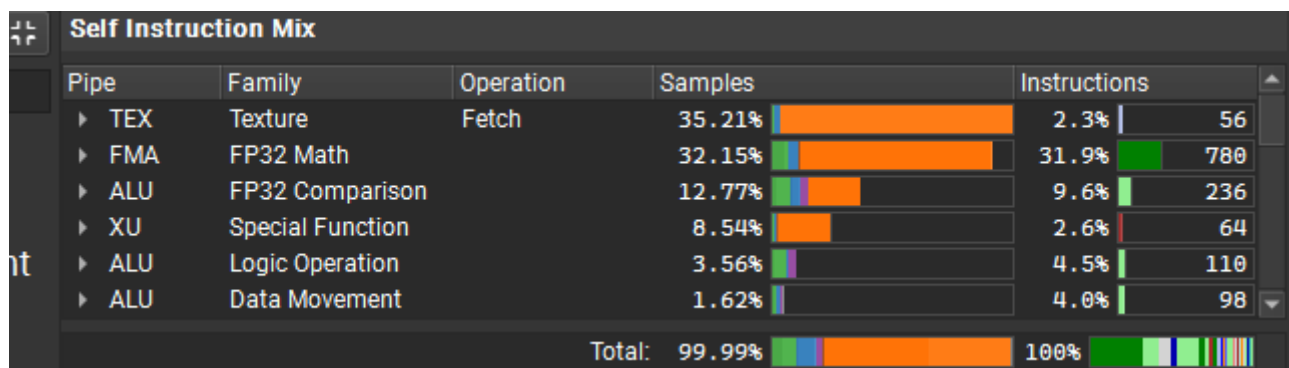 Self Instruction Mix
Pipe Family Operation Samples Instructions
TEX Texture Fetch 35.21% 2.3% 56
FMA FP32 Math 32.15% 31.9% 780
ALU FP32 Comparison 12.77% 9.6% 236
XU Special Function 8.54% 2.6% 64
nt ALU Logic Operation 3.56% 4.5% 110
ALU Data Movement 1.62% 4.0% 98
Total: 99.99% 100%